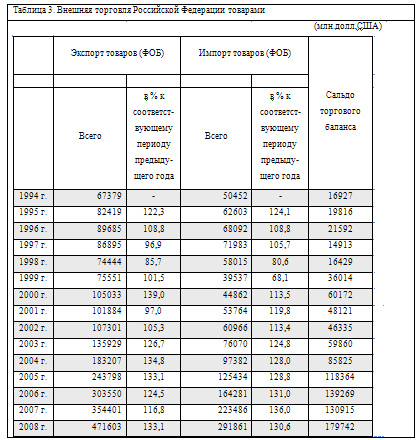 Таблица 3. Внешняя торговля Российской Федерации товарами
(млн.долл.США)
Экспорт товаров (ФОБ) Импорт товаров (ФОБ) Сальдо торгового баланса
Всего в % к соответст-вующему периоду предыду-щего года Всего в % к соответст-вующему периоду предыду-щего года
1994 г. 67379 - 50452 - 16927
1995 г. 82419 122,3 62603 124,1 19816
1996 г. 89685 108,8 68092 108,8 21592
1997 г. 86895 96,9 71983 105,7 14913
1998 г. 74444 85,7 58015 80,6 16429
1999 г. 75551 101,5 39537 68,1 36014
2000 г. 105033 139,0 44862 113,5 60172
2001 г. 101884 97,0 53764 119,8 48121
2002 г. 107301 105,3 60966 113,4 46335
2003 г. 135929 126,7 76070 124,8 59860
2004 г. 183207 134,8 97382 128,0 85825
2005 г. 243798 133,1 125434 128,8 118364
2006 г. 303550 124,5 164281 131,0 139269
2007 г. 354401 116,8 223486 136,0 130915
2008 г. 471603 133,1 291861 130,6 179742